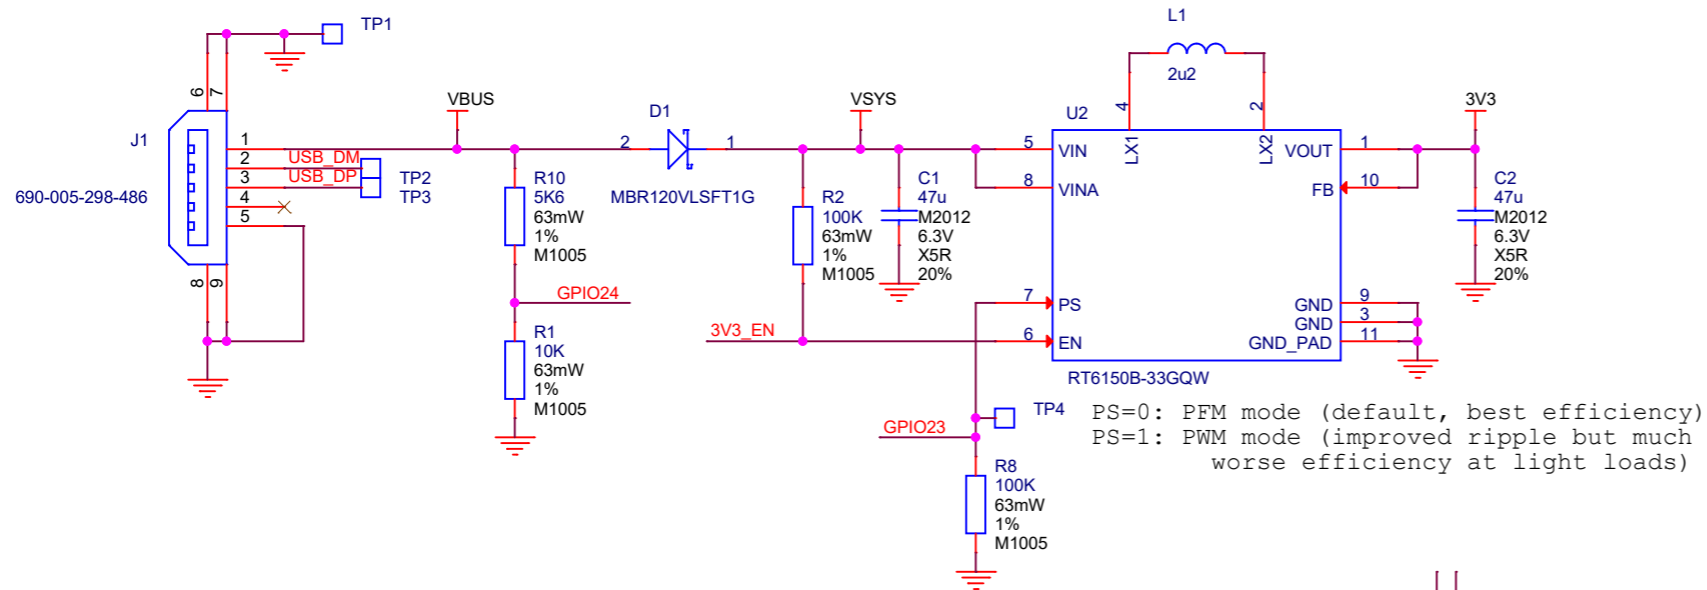 TP1
L1
2u2
VBUS
VSYS
3V3
D1
U2
J1
6
7
1
2
3
4
5
8
9
USB_DM
USB_DP
TP2
TP3
690-005-298-486
2
1
MBR120VLSFT1G
R10
5K6
63mW
1%
M1005
GPIO24
R1
10K
63mW
1%
M1005
R2
100K
63mW
1%
M1005
C1
47u
M2012
6.3V
X5R
20%
3V3_EN
4
2
LX1
LX2
5
VIN
8
VINA
7
PS
6
EN
VOUT
1
FB
10
GND
9
GND
3
GND_PAD
11
RT6150B-33GQW
C2
47u
M2012
6.3V
X5R
20%
TP4
GPIO23
R8
100K
63mW
1%
M1005
PS=0: PFM mode (default, best efficiency)
PS=1: PWM mode (improved ripple but much
worse efficiency at light loads)